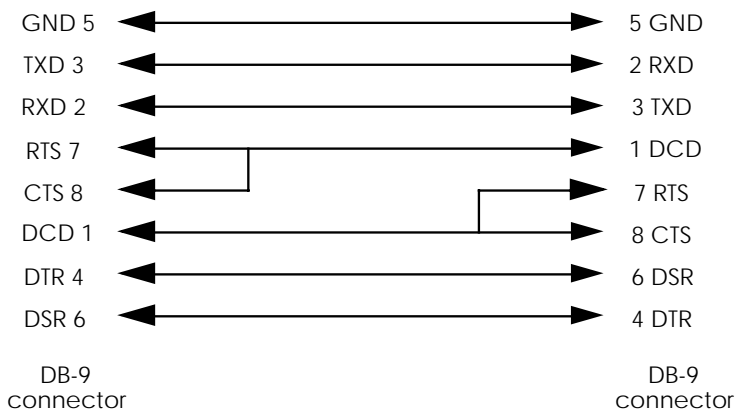 GND 5 5 GND
TXD 3 2 RXD
RXD 2 3 TXD
RTS 7 1 DCD
CTS 8 7 RTS
DCD 1 8 CTS
DTR 4 6 DSR
DSR 6 4 DTR
DB-9 DB-9
connector connector